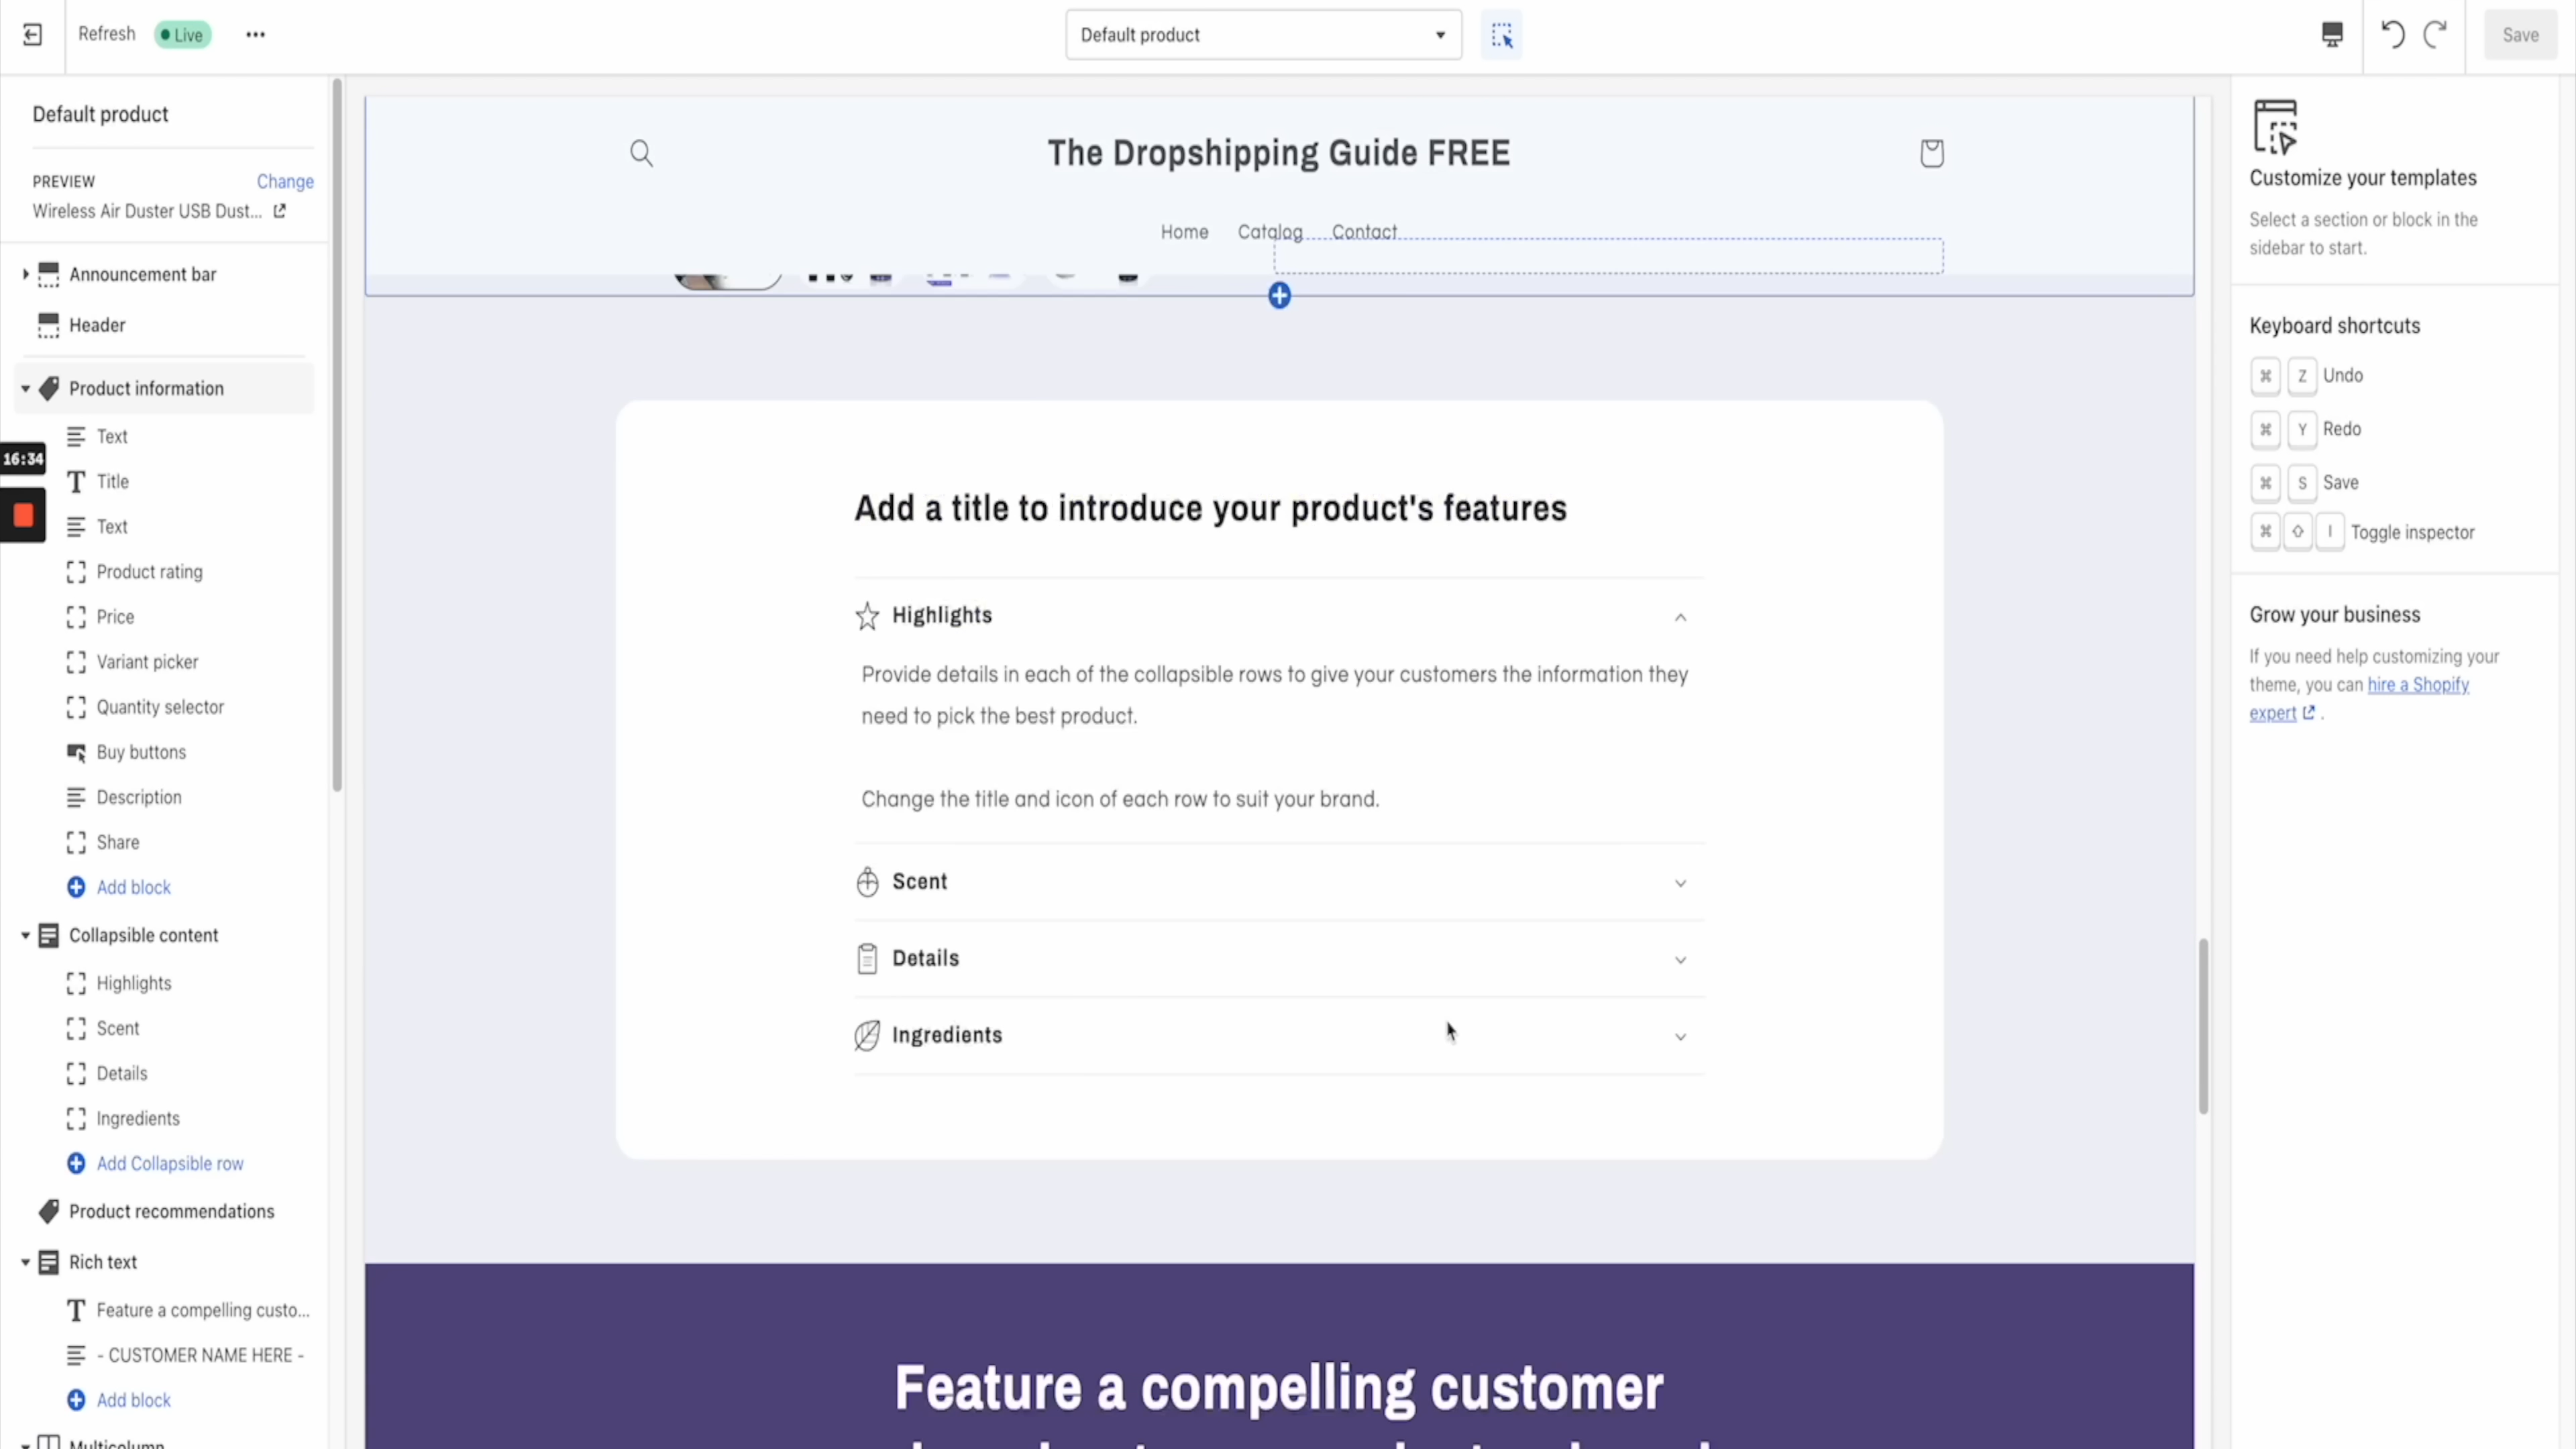 Refresh
Live
Default product
Save
Default product
PREVIEW
Change
Wireless Air Duster USB Dust...
Announcement bar
Header
Product information
Text
16:34
Title
Text
Product rating
Price
Variant picker
Quantity selector
Buy buttons
Description
Share
Add block
Collapsible content
Highlights
Scent
Details
Ingredients
Add Collapsible row
Product recommendations
Rich text
Feature a compelling custo...
- CUSTOMER NAME HERE -
Add block
Multicolumn
The Dropshipping Guide FREE
Home
Catalog
Contact
Add a title to introduce your product's features
Highlights
Provide details in each of the collapsible rows to give your customers the information they
need to pick the best product.
Change the title and icon of each row to suit your brand.
Scent
Details
Ingredients
Feature a compelling customer
Customize your templates
Select a section or block in the
sidebar to start.
Keyboard shortcuts
⌘ Z Undo
⌘ Y Redo
⌘ S Save
⌘ ⇧ I Toggle inspector
Grow your business
If you need help customizing your
theme, you can hire a Shopify
expert .